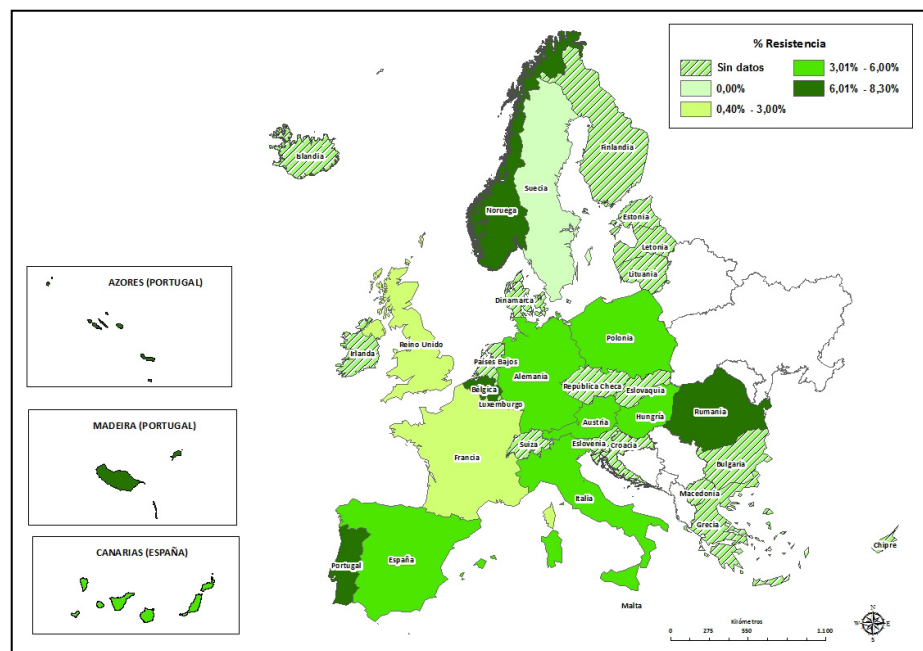 % Resistencia
Sin datos
0,00%
0,40% - 3,00%
3,01% - 6,00%
6,01% - 8,30%
Islandia
Finlandia
Suecia
Noruega
Estonia
Letonia
Lituania
Dinamarca
AZORES (PORTUGAL)
Irlanda
Reino Unido
Países Bajos
Polonia
Alemania
Bélgica
República Checa
Luxemburgo
Eslovaquia
MADEIRA (PORTUGAL)
Rumanía
Austria
Hungría
Suiza
Eslovenia
Croacia
Francia
Bulgaria
Macedonia
Italia
Grecia
CANARIAS (ESPAÑA)
Chipre
Portugal
España
Malta
Kilómetros
0 275 550 1.100
N
W E
S